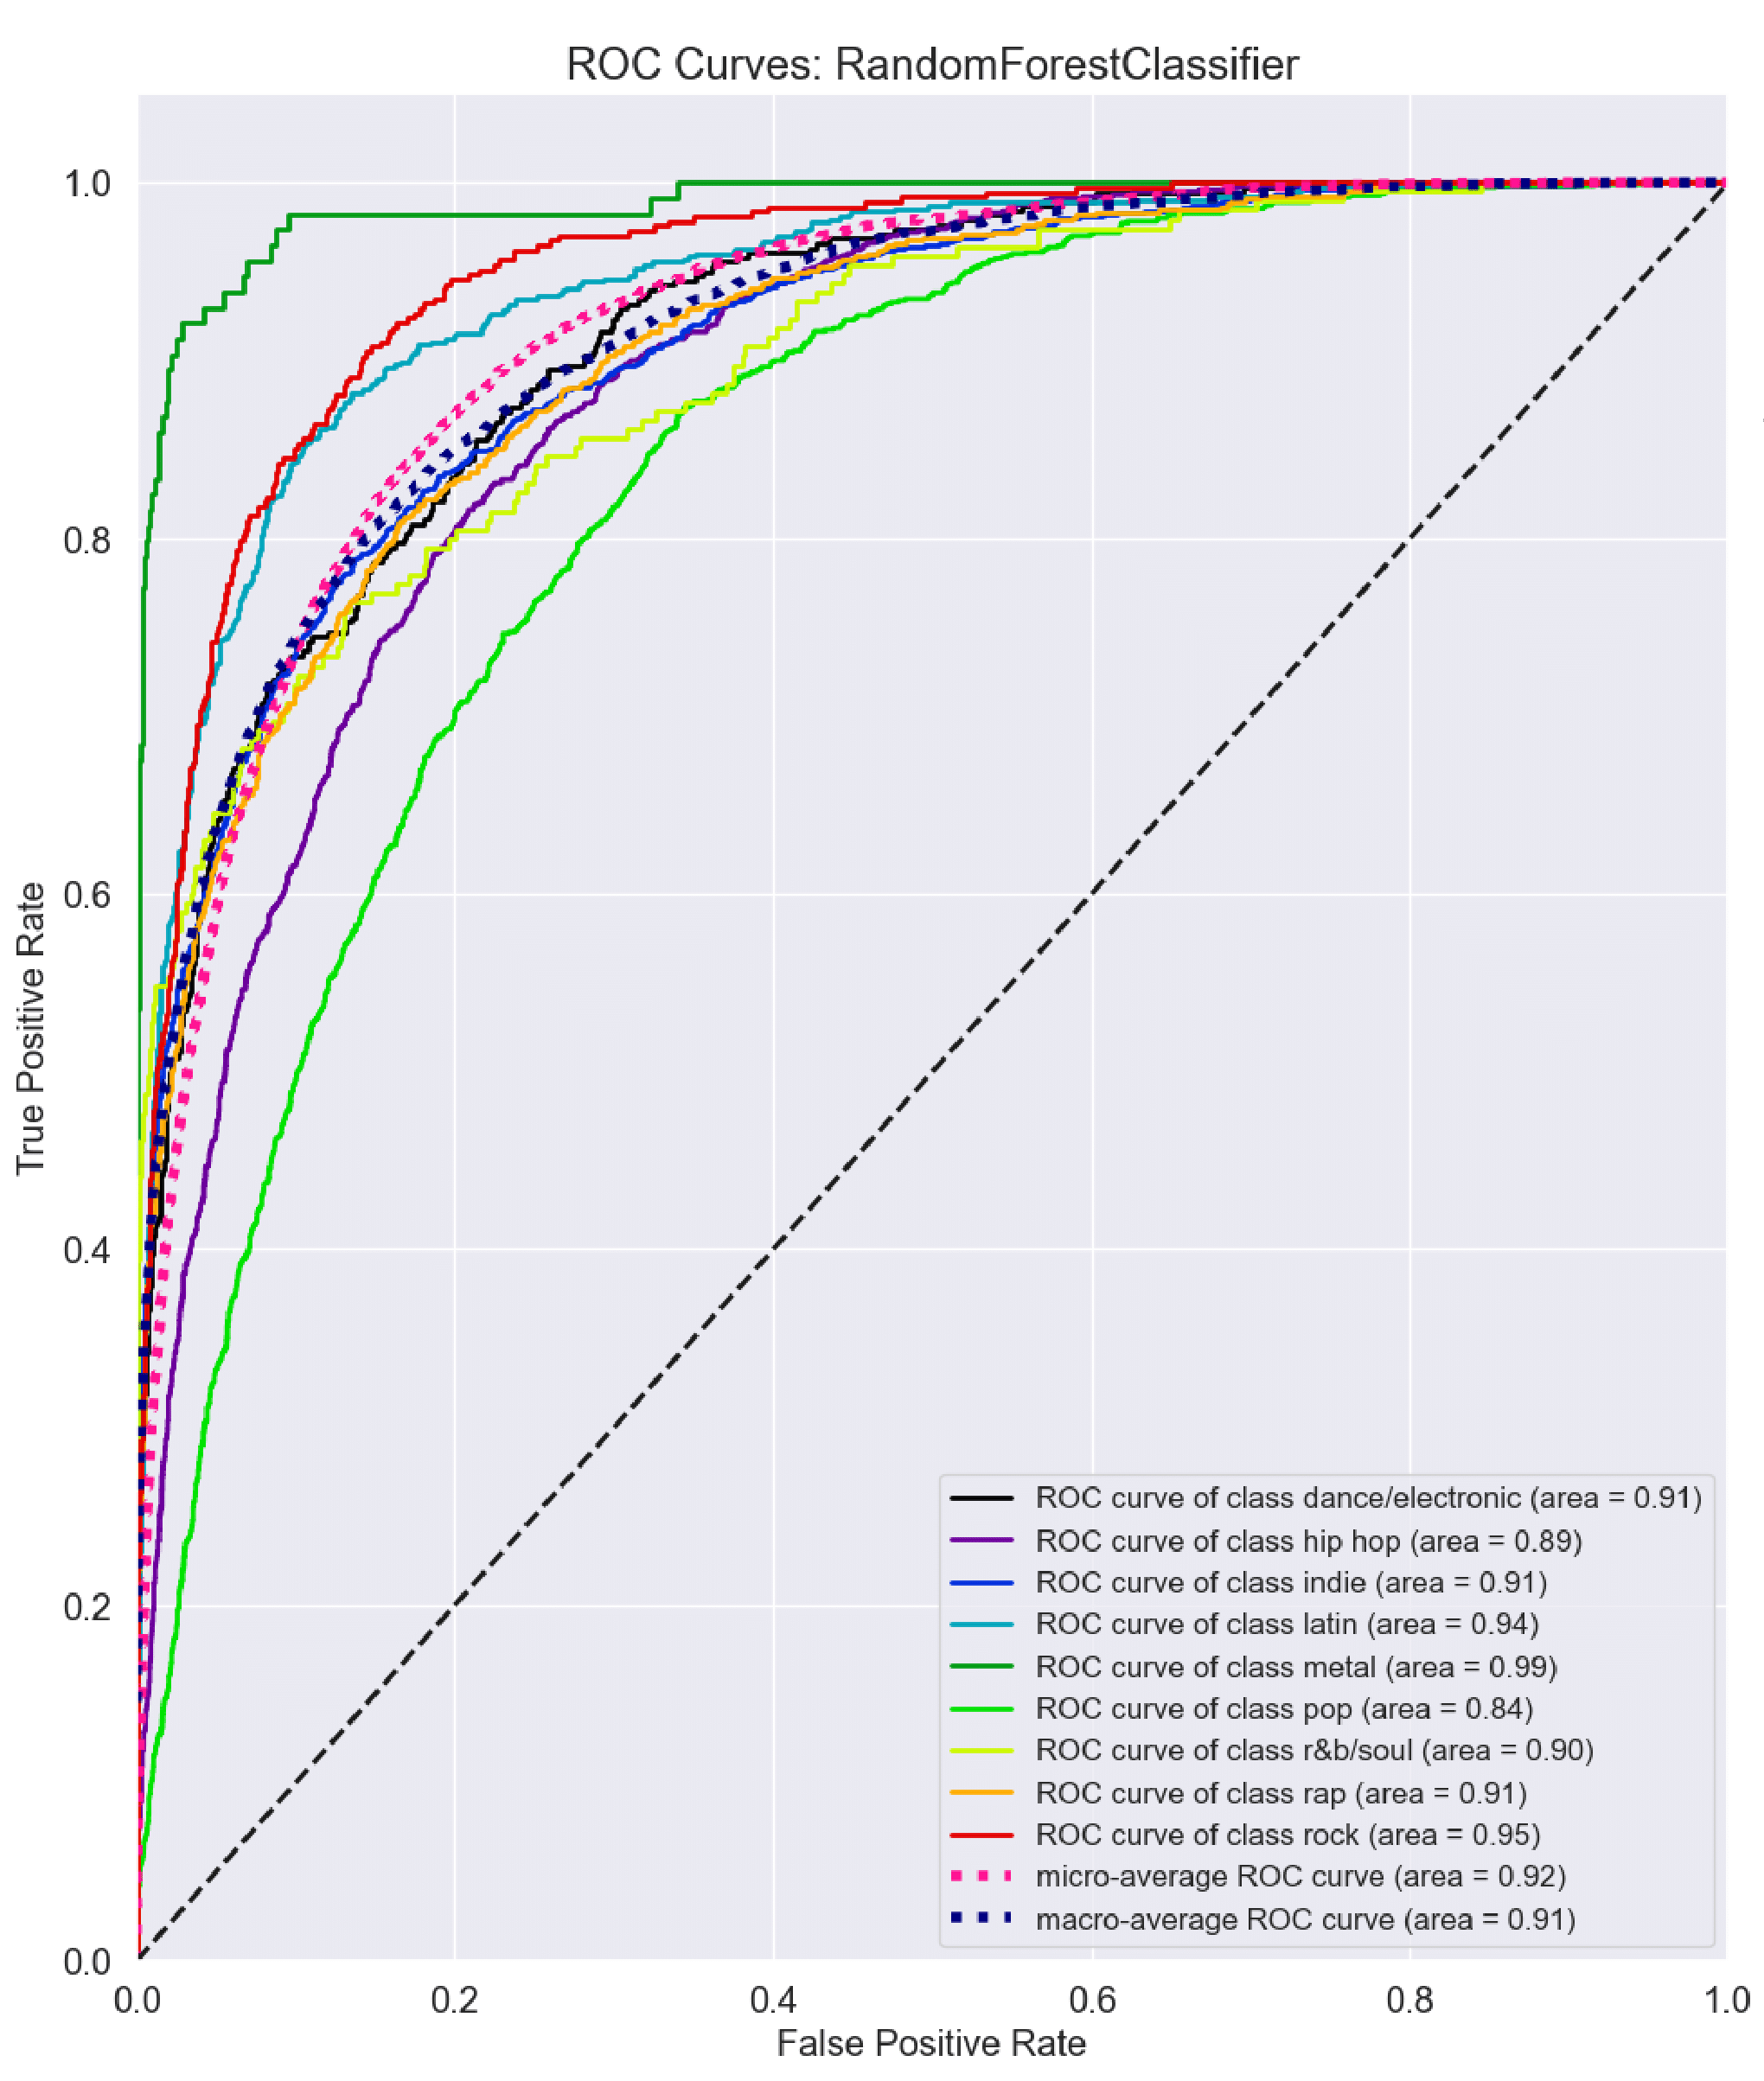 ROC Curves: RandomForestClassifier
1.0
0.8
0.6
0.4
0.2
0.0
True Positive Rate
ROC curve of class dance/electronic (area = 0.91)
ROC curve of class hip hop (area = 0.89)
ROC curve of class indie (area = 0.91)
ROC curve of class latin (area = 0.94)
ROC curve of class metal (area = 0.99)
ROC curve of class pop (area = 0.84)
ROC curve of class r&b/soul (area = 0.90)
ROC curve of class rap (area = 0.91)
ROC curve of class rock (area = 0.95)
micro-average ROC curve (area = 0.92)
macro-average ROC curve (area = 0.91)
0.0 0.2 0.4 0.6 0.8 1.0
False Positive Rate